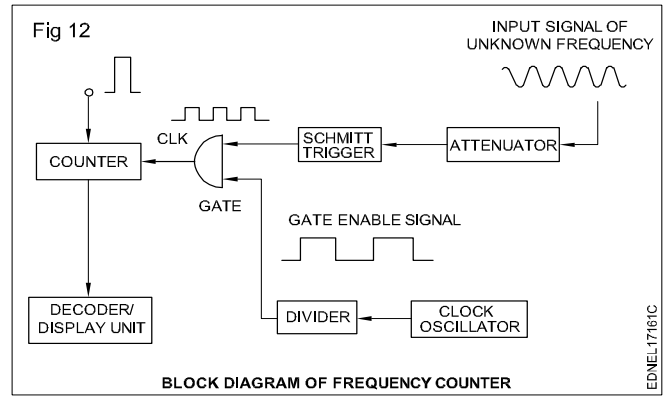 Fig 12
INPUT SIGNAL OF
UNKNOWN FREQUENCY
CLK
COUNTER
SCHMITT
TRIGGER
ATTENUATOR
GATE
GATE ENABLE SIGNAL
DECODER/
DISPLAY UNIT
DIVIDER
CLOCK
OSCILLATOR
EDNEL17161C
BLOCK DIAGRAM OF FREQUENCY COUNTER